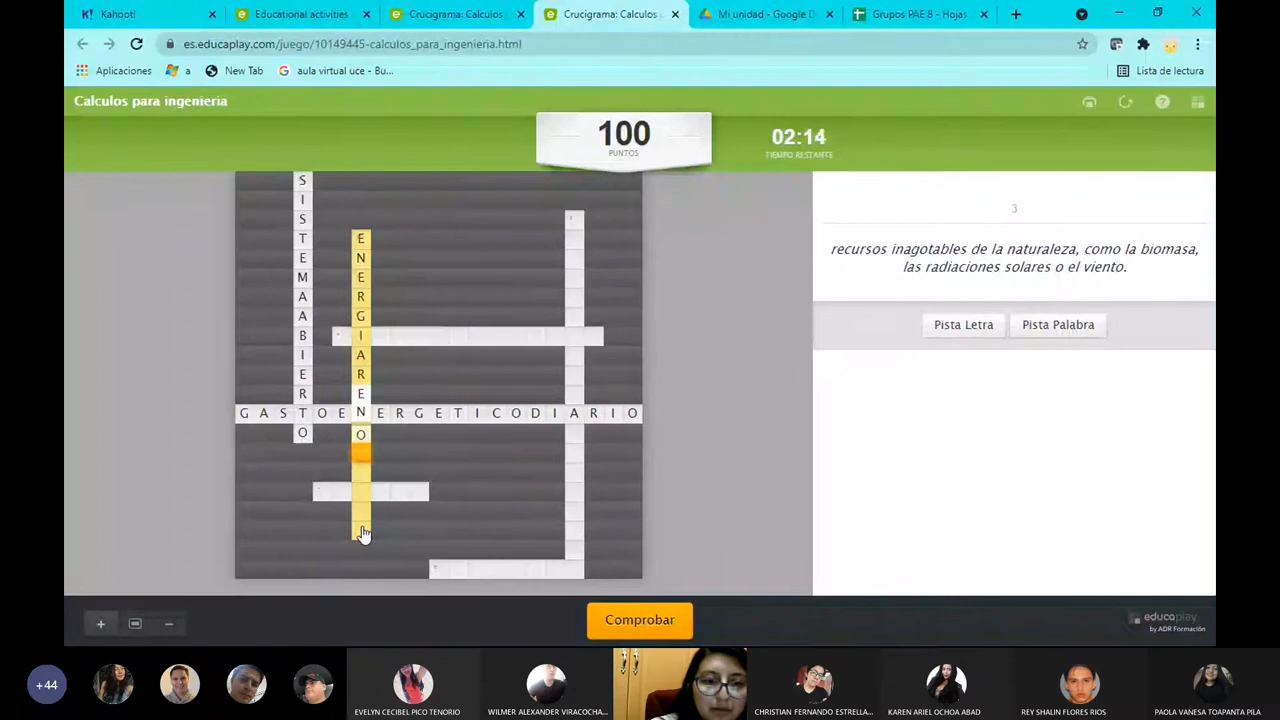 K! Kahoot!
Educational activities
Crucigrama: Calculos
Crucigrama: Calculos
Mi unidad - Google D
Grupos PAE 8 - Hojas
es.educaplay.com/juego/10149445-calculos_para_ingenieria.html
Aplicaciones
a
New Tab
aula virtual uce - Bu...
Lista de lectura
Calculos para ingenieria
100
PUNTOS
02:14
TIEMPO RESTANTE
SISTEMAABIERTO
ENERGIARENO
GASTOENERGETICODIARIO
3
recursos inagotables de la naturaleza, como la biomasa,
las radiaciones solares o el viento.
Pista Letra
Pista Palabra
Comprobar
educaplay
by ADR Formación
+44
EVELYN CECIBEL PICO TENORIO
WILMER ALEXANDER VIRACOCHA...
CHRISTIAN FERNANDO ESTRELLA...
KAREN ARIEL OCHOA ABAD
REY SHALIN FLORES RIOS
PAOLA VANESA TOAPANTA PILA